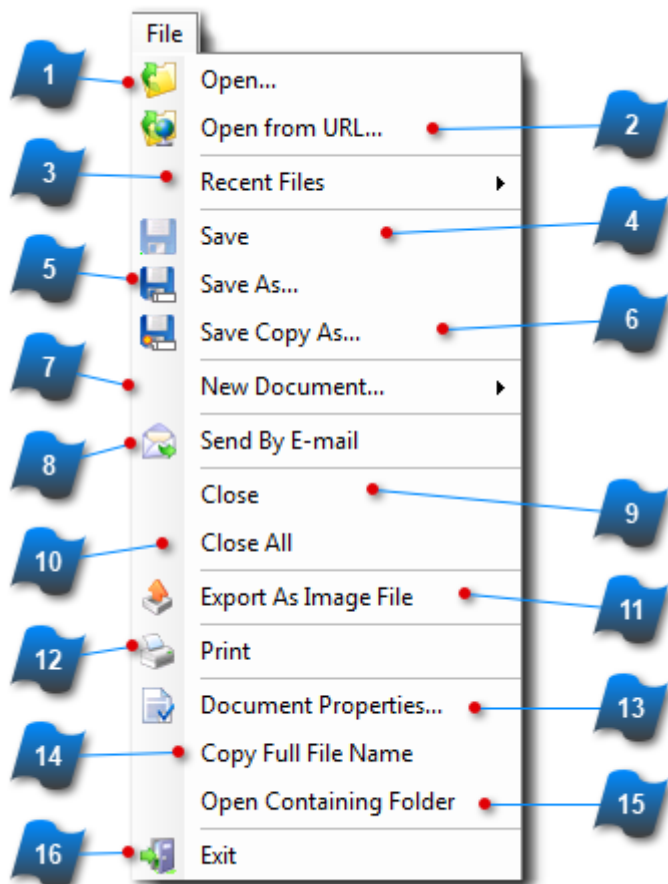 File
1
Open...
Open from URL...
2
3
Recent Files
Save
4
5
Save As...
Save Copy As...
6
7
New Document...
8
Send By E-mail
Close
9
10
Close All
Export As Image File
11
12
Print
Document Properties...
13
14
Copy Full File Name
Open Containing Folder
15
16
Exit